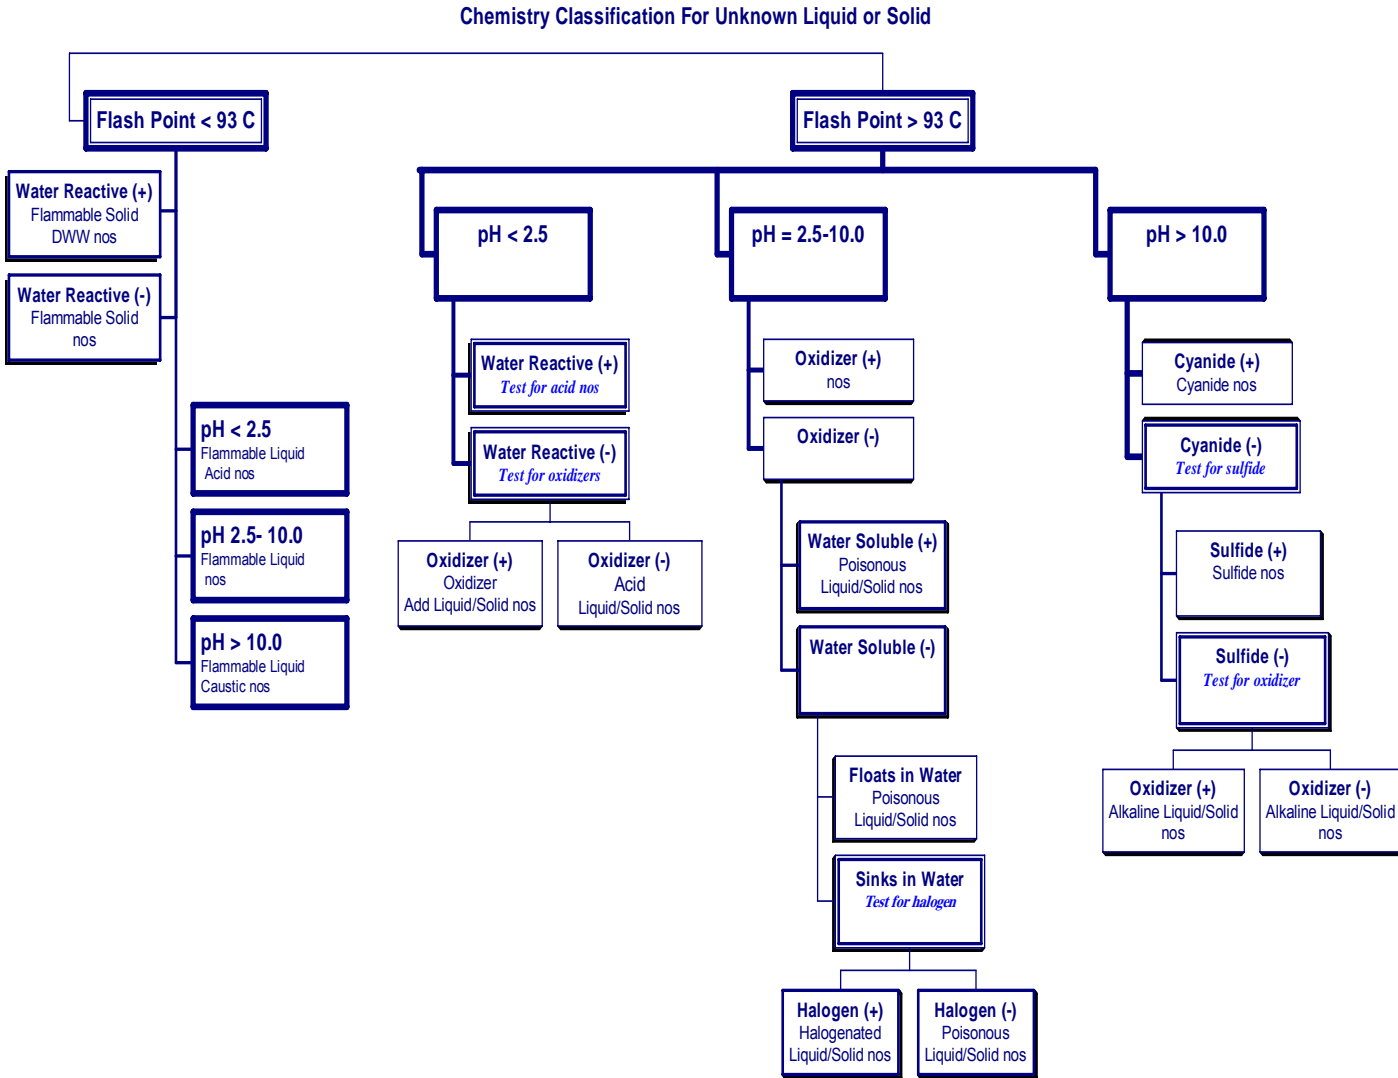 Chemistry Classification For Unknown Liquid or Solid
Flash Point < 93 C
Water Reactive (+)
Flammable Solid
DWW nos
Water Reactive (-)
Flammable Solid
nos
pH < 2.5
Flammable Liquid
Acid nos
pH 2.5- 10.0
Flammable Liquid
nos
pH > 10.0
Flammable Liquid
Caustic nos
Flash Point > 93 C
pH < 2.5
Water Reactive (+)
Test for acid nos
Water Reactive (-)
Test for oxidizers
Oxidizer (+)
Oxidizer
Add Liquid/Solid nos
Oxidizer (-)
Acid
Liquid/Solid nos
pH = 2.5-10.0
Oxidizer (+)
nos
Oxidizer (-)
Water Soluble (+)
Poisonous
Liquid/Solid nos
Water Soluble (-)
Floats in Water
Poisonous
Liquid/Solid nos
Sinks in Water
Test for halogen
Halogen (+)
Halogenated
Liquid/Solid nos
Halogen (-)
Poisonous
Liquid/Solid nos
pH > 10.0
Cyanide (+)
Cyanide nos
Cyanide (-)
Test for sulfide
Sulfide (+)
Sulfide nos
Sulfide (-)
Test for oxidizer
Oxidizer (+)
Alkaline Liquid/Solid
nos
Oxidizer (-)
Alkaline Liquid/Solid
nos